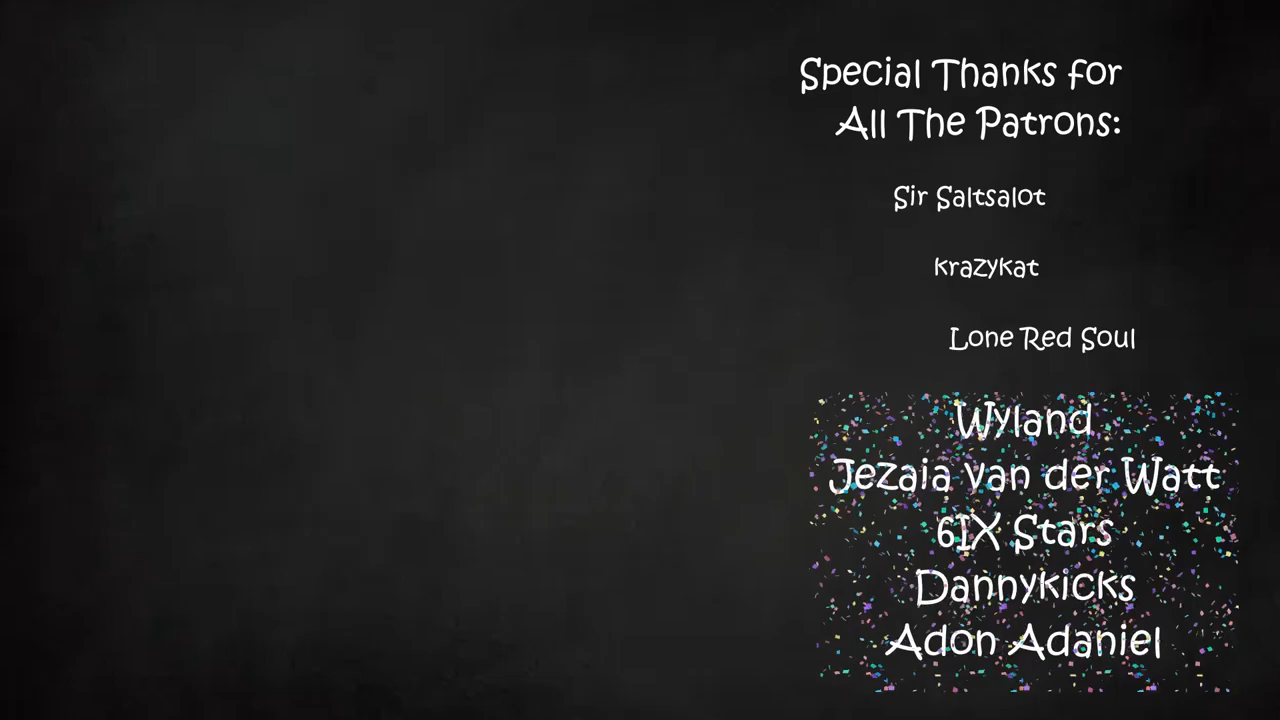 Special Thanks for
All The Patrons:
Sir Saltsalot
krazykat
Lone Red Soul
Wyland
Jezaia van der Watt
6IX Stars
Dannykicks
Adon Adaniel